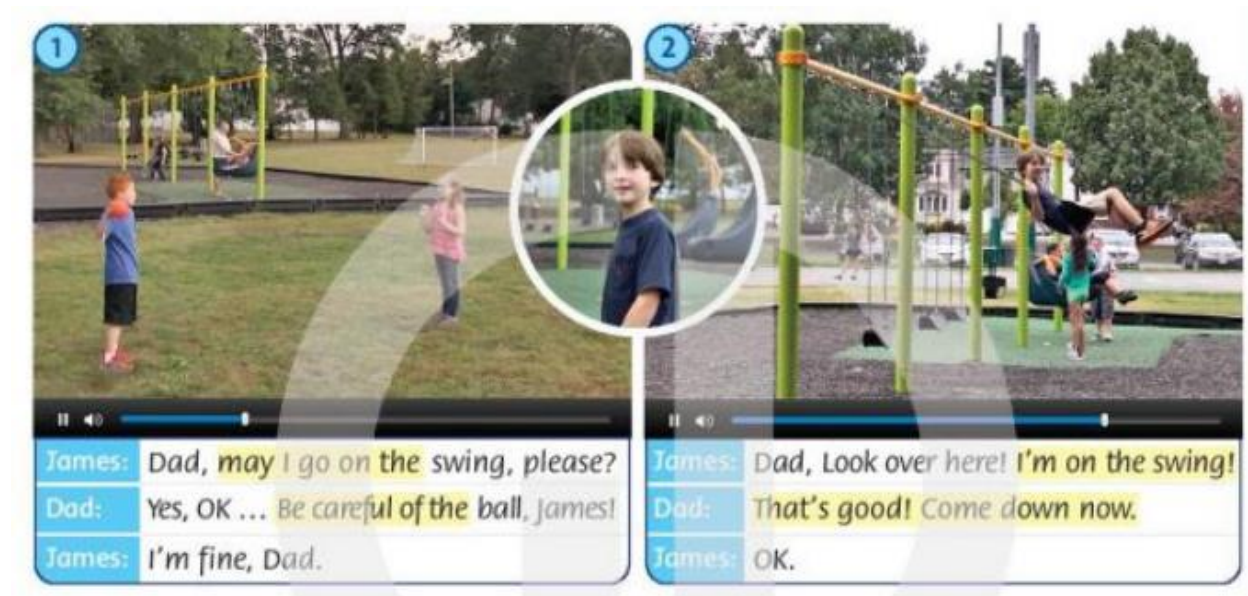 1
James: Dad, may I go on the swing, please?
Dad: Yes, OK ... Be careful of the ball, James!
James: I'm fine, Dad.
2
James: Dad, Look over here! I'm on the swing!
Dad: That's good! Come down now.
James: OK.